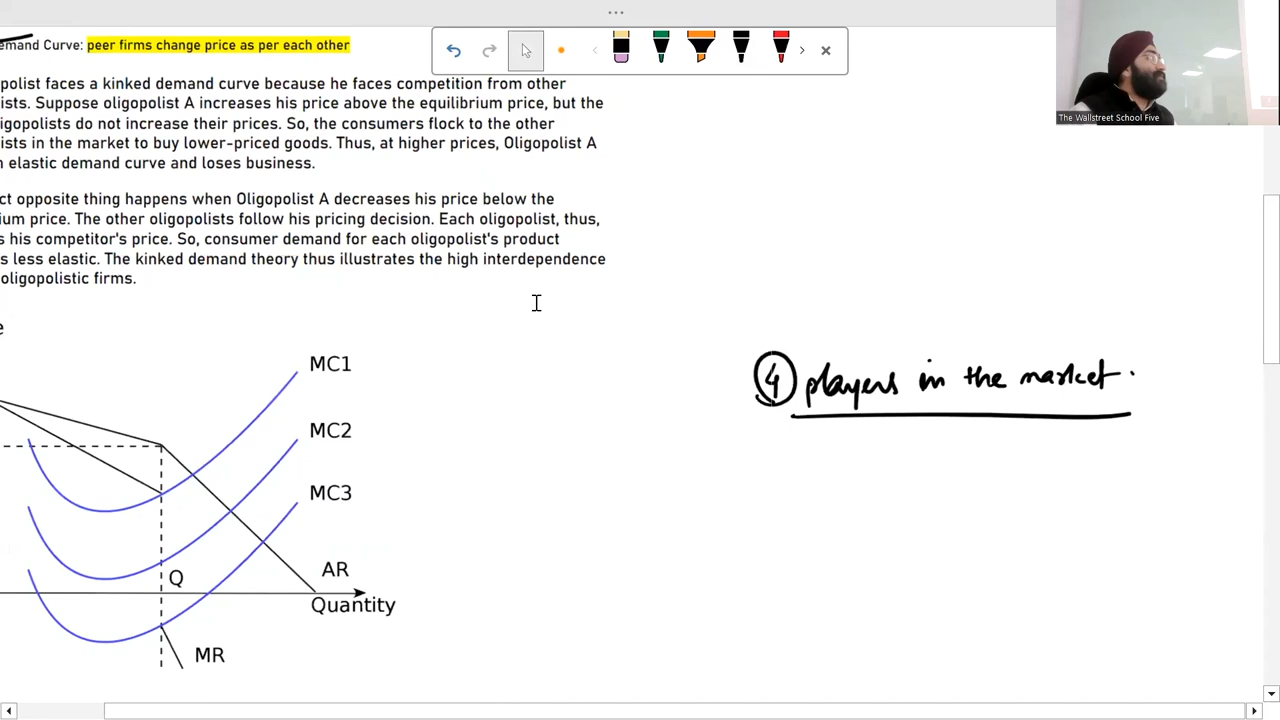 emand Curve: peer firms change price as per each other
polist faces a kinked demand curve because he faces competition from other
ists. Suppose oligopolist A increases his price above the equilibrium price, but the
igopolists do not increase their prices. So, the consumers flock to the other
ists in the market to buy lower-priced goods. Thus, at higher prices, Oligopolist A
n elastic demand curve and loses business.
ct opposite thing happens when Oligopolist A decreases his price below the
ium price. The other oligopolists follow his pricing decision. Each oligopolist, thus,
s his competitor's price. So, consumer demand for each oligopolist's product
s less elastic. The kinked demand theory thus illustrates the high interdependence
oligopolistic firms.
e
MC1
MC2
MC3
AR
Q
Quantity
MR
4 players in the market.
The Wallstreet School Five